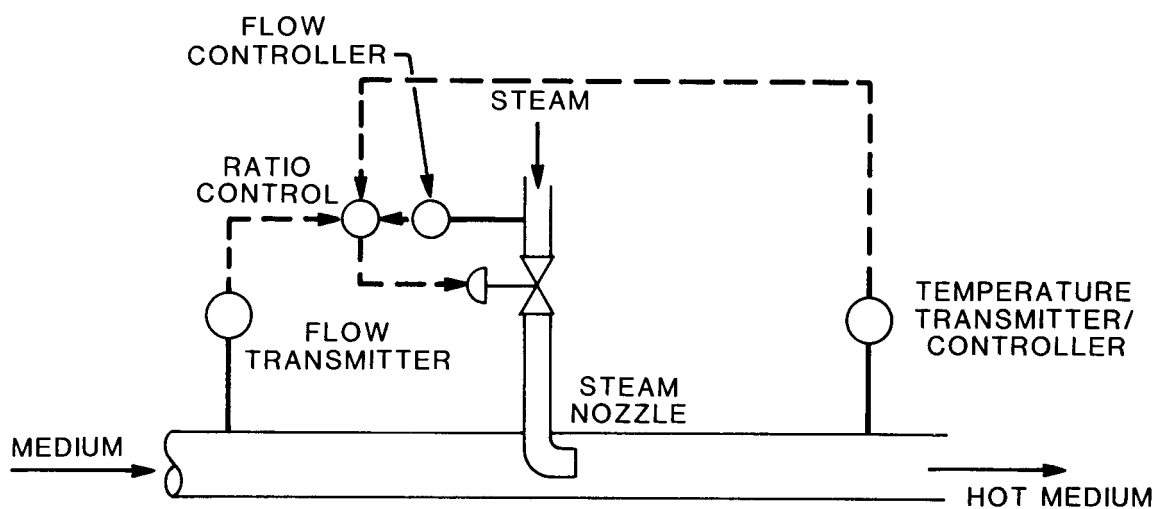 FLOW
CONTROLLER
STEAM
RATIO
CONTROL
FLOW
TRANSMITTER
TEMPERATURE
TRANSMITTER/
CONTROLLER
STEAM
NOZZLE
MEDIUM
HOT MEDIUM